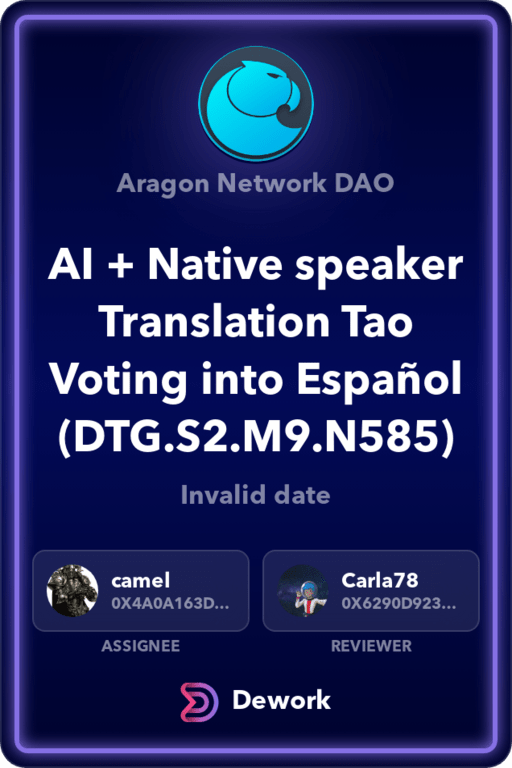 Aragon Network DAO
AI + Native speaker
Translation Tao
Voting into Español
(DTG.S2.M9.N585)
Invalid date
camel
0X4A0A163D...
ASSIGNEE
Carla78
0X6290D923...
REVIEWER
Dework